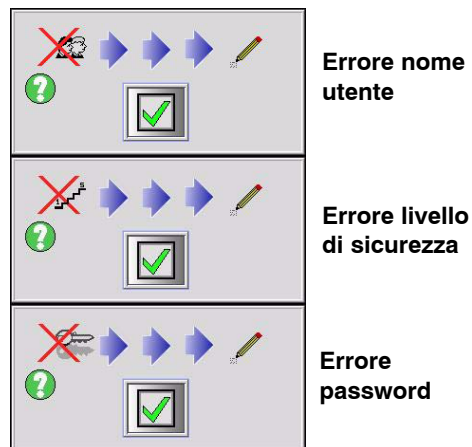 Errore nome
utente
?
Errore livello
di sicurezza
?
Errore
password
?